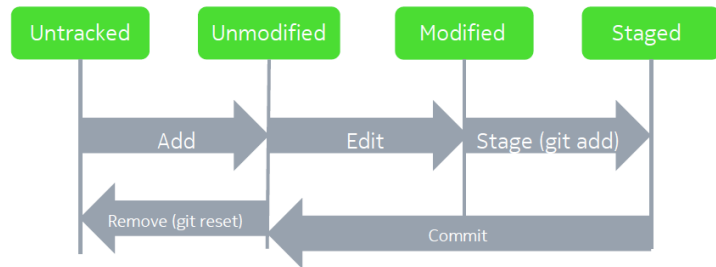 Untracked
Unmodified
Modified
Staged
Add
Edit
Stage (git add)
Remove (git reset)
Commit